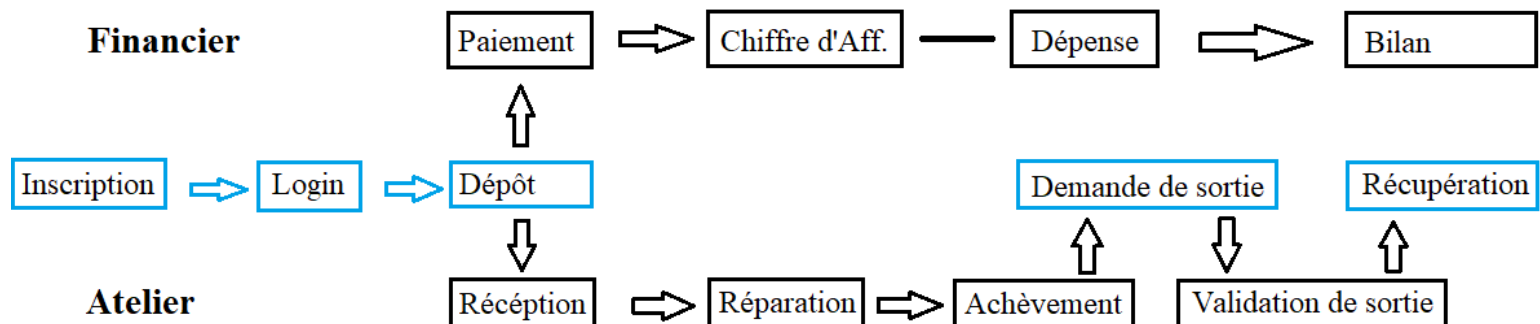 Financier
Paiement
Chiffre d'Aff.
Dépense
Bilan
Inscription
Login
Dépôt
Demande de sortie
Récupération
Atelier
Récéption
Réparation
Achèvement
Validation de sortie